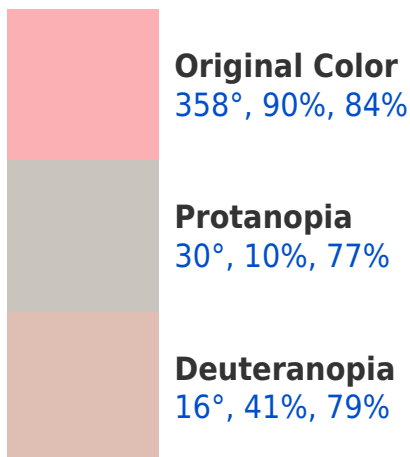 Original Color
358°, 90%, 84%
Protanopia
30°, 10%, 77%
Deuteranopia
16°, 41%, 79%